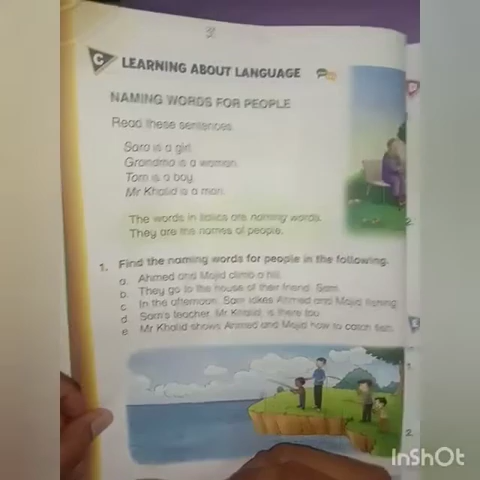 C LEARNING ABOUT LANGUAGE
NAMING WORDS FOR PEOPLE
Read these sentences.
Sara is a girl.
Grandma is a woman.
Tom is a boy.
Mr Khalid is a man.
The words in italics are naming words.
They are the names of people.
1. Find the naming words for people in the following.
a. Ahmed and Majid climb a hill.
b. They go to the house of their friend, Sam.
c. In the afternoon, Sam takes Ahmed and Majid fishing.
d. Sam's teacher, Mr Khalid, is there too.
e. Mr Khalid shows Ahmed and Majid how to catch fish.
2.
1.
2.
InShOt